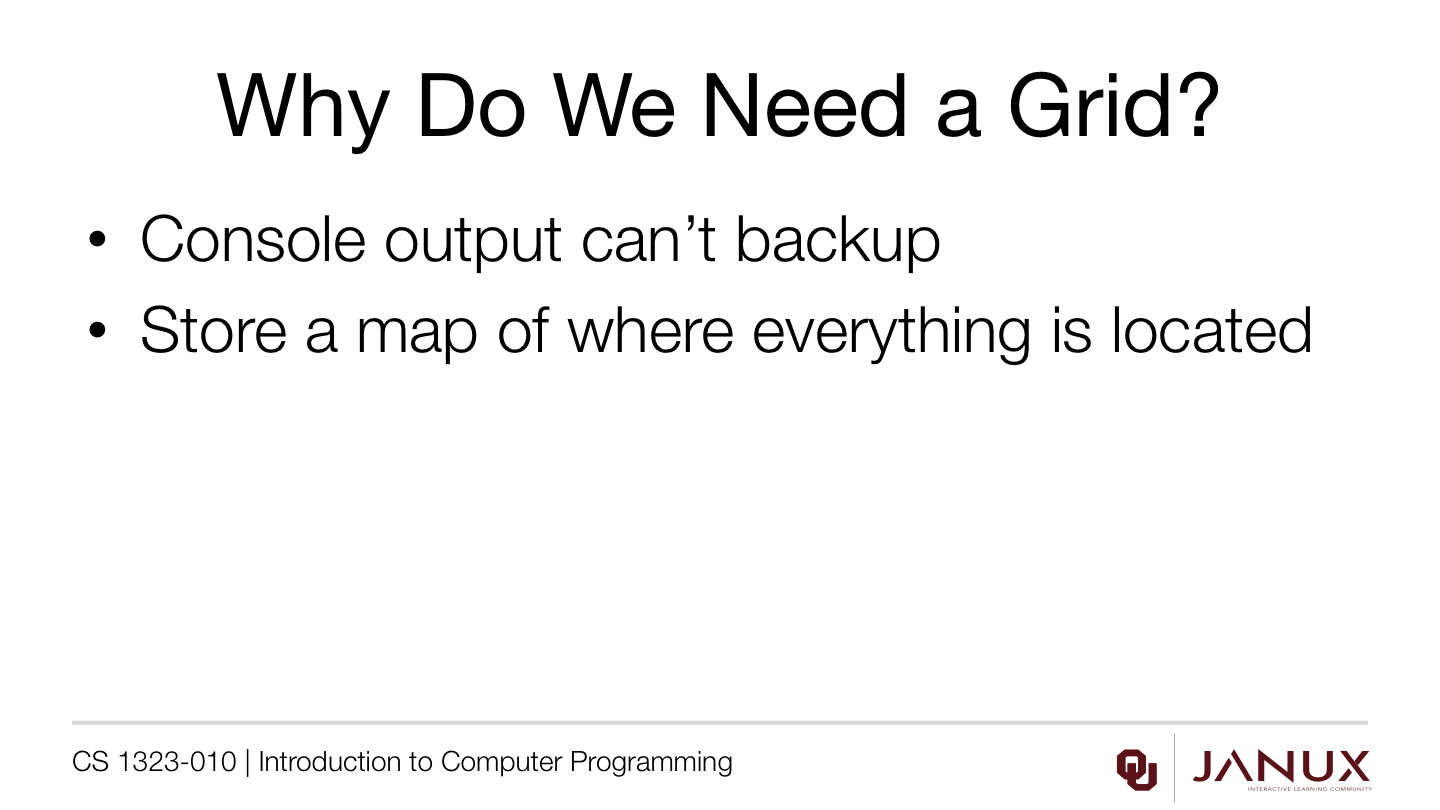 Why Do We Need a Grid?
• Console output can’t backup
• Store a map of where everything is located
CS 1323-010 | Introduction to Computer Programming
OU
JANUX
INTERACTIVE LEARNING COMMUNITY